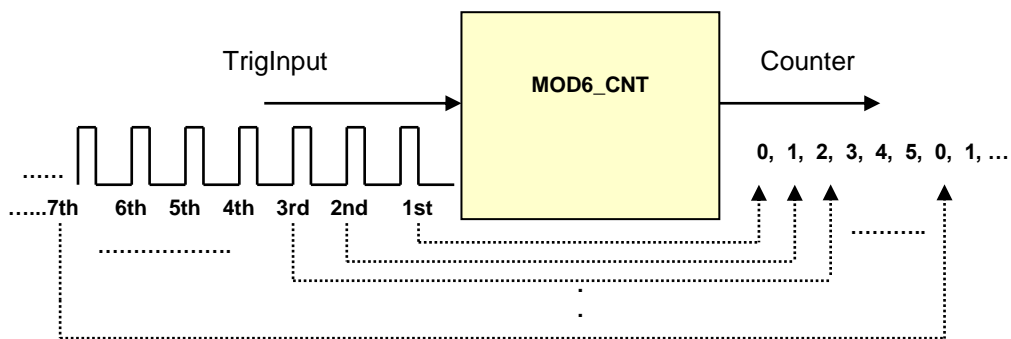 TrigInput
MOD6_CNT
Counter
0, 1, 2, 3, 4, 5, 0, 1, …
……
…...7th 6th 5th 4th 3rd 2nd 1st